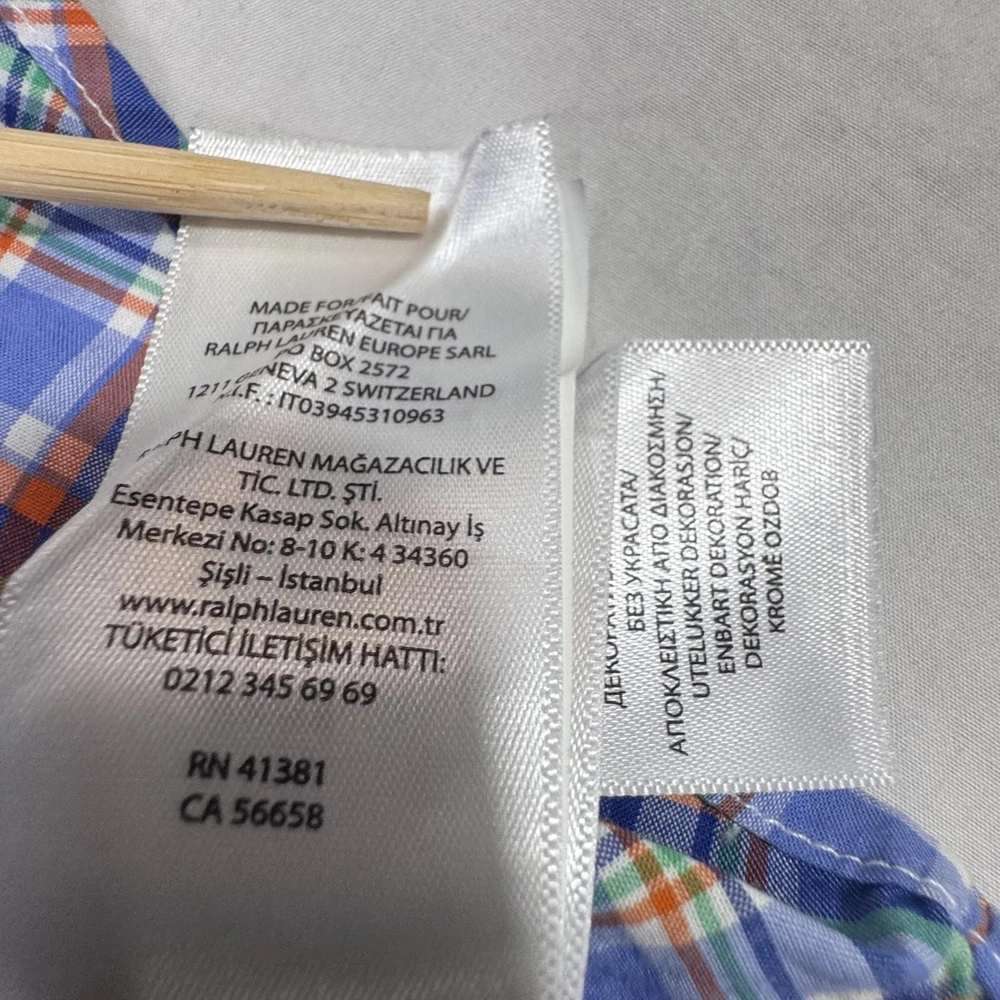 MADE FOR/FAIT POUR/
ΠΑΡΑΣΚΕΥΑΖΕΤΑΙ ΓΙΑ
RALPH LAUREN EUROPE SARL
PO BOX 2572
1211 GENEVA 2 SWITZERLAND
.I.F. : IT03945310963
RALPH LAUREN MAĞAZACILIK VE
TİC. LTD. ŞTİ.
Esentepe Kasap Sok. Altınay İş
Merkezi No: 8-10 K: 4 34360
Şişli – İstanbul
www.ralphlauren.com.tr
TÜKETİCİ İLETİŞİM HATTI:
0212 345 69 69
RN 41381
CA 56658
БЕЗ УКРАСАТА/
ΑΠΟΚΛΕΙΣΤΙΚΗ ΑΠΟ ΔΙΑΚΟΣΜΗΣΗ/
UTELUKKER DEKORASJON/
ENBART DEKORATION/
DEKORASYON HARİÇ/
KROMĚ OZDOB